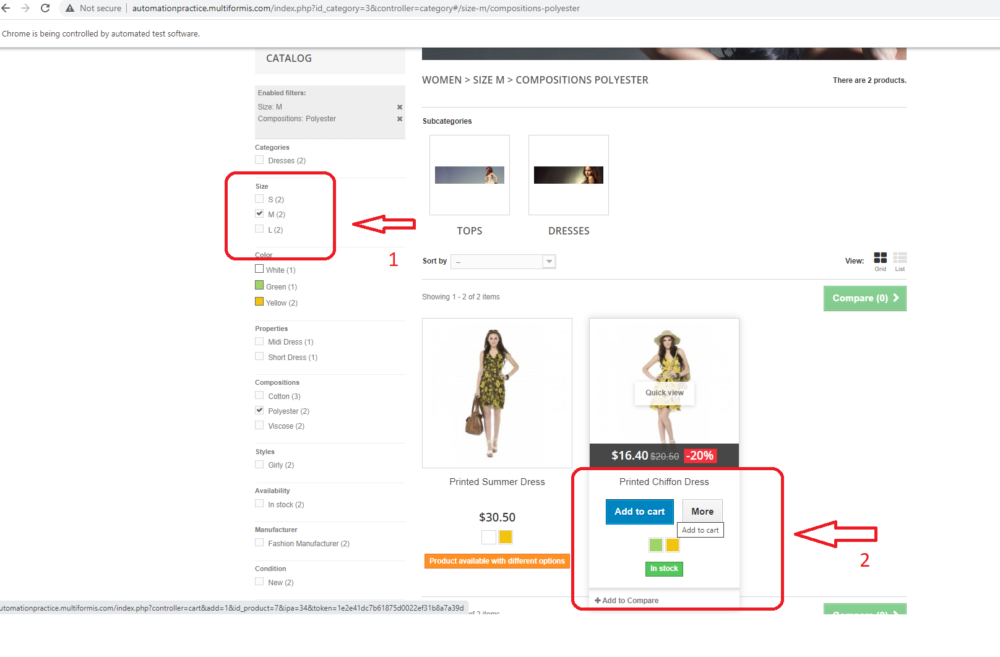 Not secure | automationpractice.multiformis.com/index.php?id_category=3&controller=category#/size-m/compositions-polyester
Chrome is being controlled by automated test software.
CATALOG
Enabled filters:
Size: M
Compositions: Polyester
Categories
Dresses (2)
Size
S (2)
M (2)
L (2)
1
Color
White (1)
Green (1)
Yellow (2)
Properties
Midi Dress (1)
Short Dress (1)
Compositions
Cotton (3)
Polyester (2)
Viscose (2)
Styles
Girly (2)
Availability
In stock (2)
Manufacturer
Fashion Manufacturer (2)
Condition
New (2)
WOMEN > SIZE M > COMPOSITIONS POLYESTER
There are 2 products.
Subcategories
TOPS
DRESSES
Sort by
--
View:
Grid
List
Showing 1 - 2 of 2 items
Compare (0)
Printed Summer Dress
$30.50
Product available with different options
Quick view
$16.40 $20.50 -20%
Printed Chiffon Dress
Add to cart
More
Add to cart
In stock
Add to Compare
2
utomationpractice.multiformis.com/index.php?controller=cart&add=1&id_product=7&ipa=34&token=1e2e41dc7b61875d0022ef31b8a7a39d
of 2 items
Compare (0)